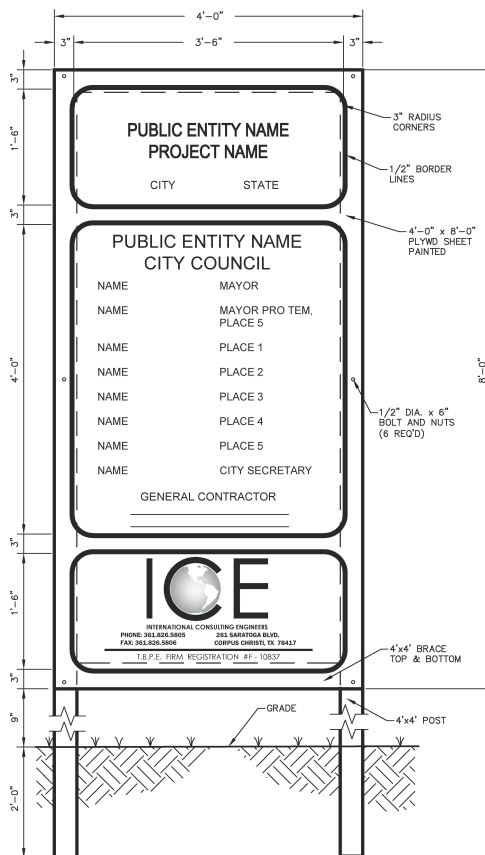 4'-0"
3" 3'-6" 3"
3"
1'-6"
3"
4'-0"
3"
1'-6"
3"
9"
2'-0"
PUBLIC ENTITY NAME
PROJECT NAME
CITY STATE
PUBLIC ENTITY NAME
CITY COUNCIL
NAME MAYOR
NAME MAYOR PRO TEM,
PLACE 5
NAME PLACE 1
NAME PLACE 2
NAME PLACE 3
NAME PLACE 4
NAME PLACE 5
NAME CITY SECRETARY
GENERAL CONTRACTOR
ICE
INTERNATIONAL CONSULTING ENGINEERS
PHONE: 361.826.5805 261 SARATOGA BLVD.
FAX: 361.826.5806 CORPUS CHRISTI, TX 78417
T.B.P.E. FIRM REGISTRATION #F - 10837
3" RADIUS
CORNERS
1/2" BORDER
LINES
4'-0" x 8'-0"
PLYWD SHEET
PAINTED
8'-0"
1/2" DIA. x 6"
BOLT AND NUTS
(6 REQ'D)
4'x4' BRACE
TOP & BOTTOM
GRADE
4'x4' POST